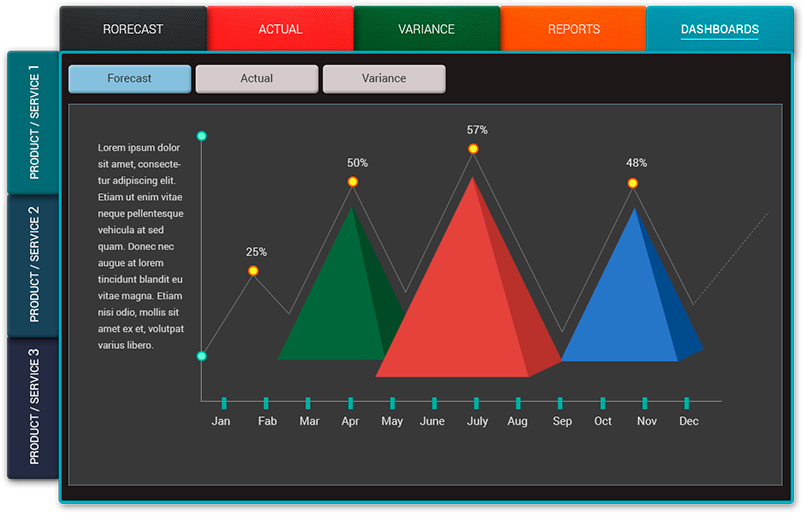 RORECAST
ACTUAL
VARIANCE
REPORTS
DASHBOARDS
PRODUCT / SERVICE 1
PRODUCT / SERVICE 2
PRODUCT / SERVICE 3
Forecast
Actual
Variance
Lorem ipsum dolor
sit amet, consecte-
tur adipiscing elit.
Etiam ut enim vitae
neque pellentesque
vehicula at sed
quam. Donec nec
augue at lorem
tincidunt blandit eu
vitae magna. Etiam
nisi odio, mollis sit
amet ex et, volutpat
varius libero.
25%
50%
57%
48%
Jan
Fab
Mar
Apr
May
June
July
Aug
Sep
Oct
Nov
Dec